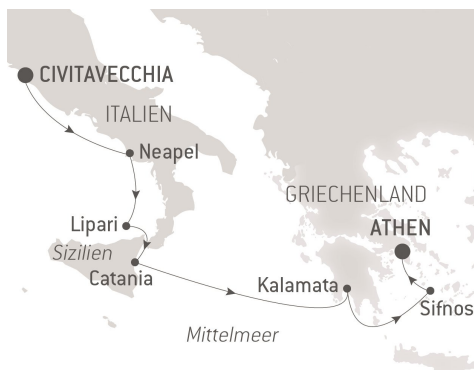 CIVITAVECCHIA
ITALIEN
Neapel
GRIECHENLAND
Lipari
ATHEN
Sizilien
Catania
Kalamata
Sifnos
Mittelmeer